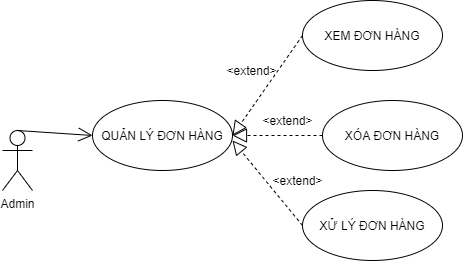 XEM ĐƠN HÀNG
<extend>
QUẢN LÝ ĐƠN HÀNG
<extend>
XÓA ĐƠN HÀNG
<extend>
Admin
XỬ LÝ ĐƠN HÀNG